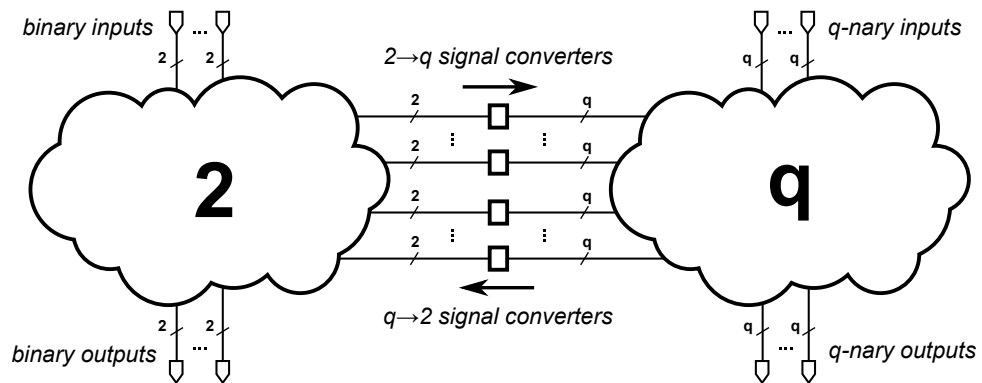 binary inputs ... ... q-nary inputs
2 2 q q
2→q signal converters
2 q
... ...
2 q
2 q
2 q
... ...
2 q
2 q
q→2 signal converters
2 2 q q
binary outputs ... ... q-nary outputs